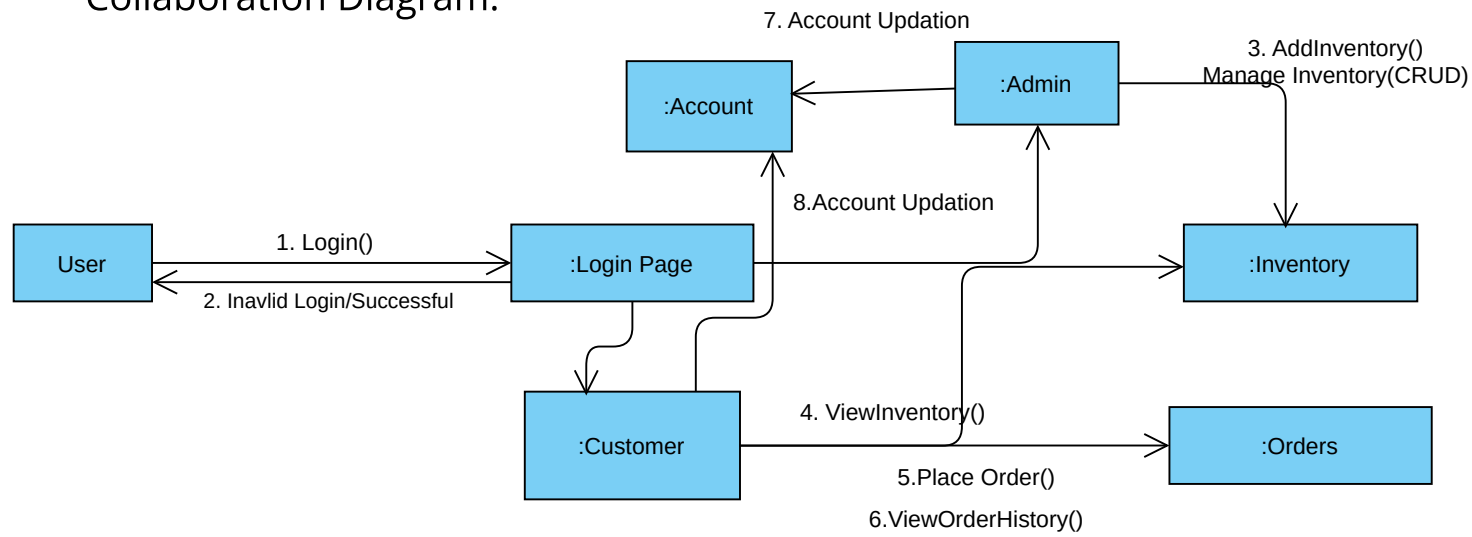 Collaboration Diagram:
7. Account Updation
3. AddInventory()
Manage Inventory(CRUD)
:Account
:Admin
8.Account Updation
User
1. Login()
:Login Page
:Inventory
2. Inavlid Login/Successful
4. ViewInventory()
:Customer
:Orders
5.Place Order()
6.ViewOrderHistory()